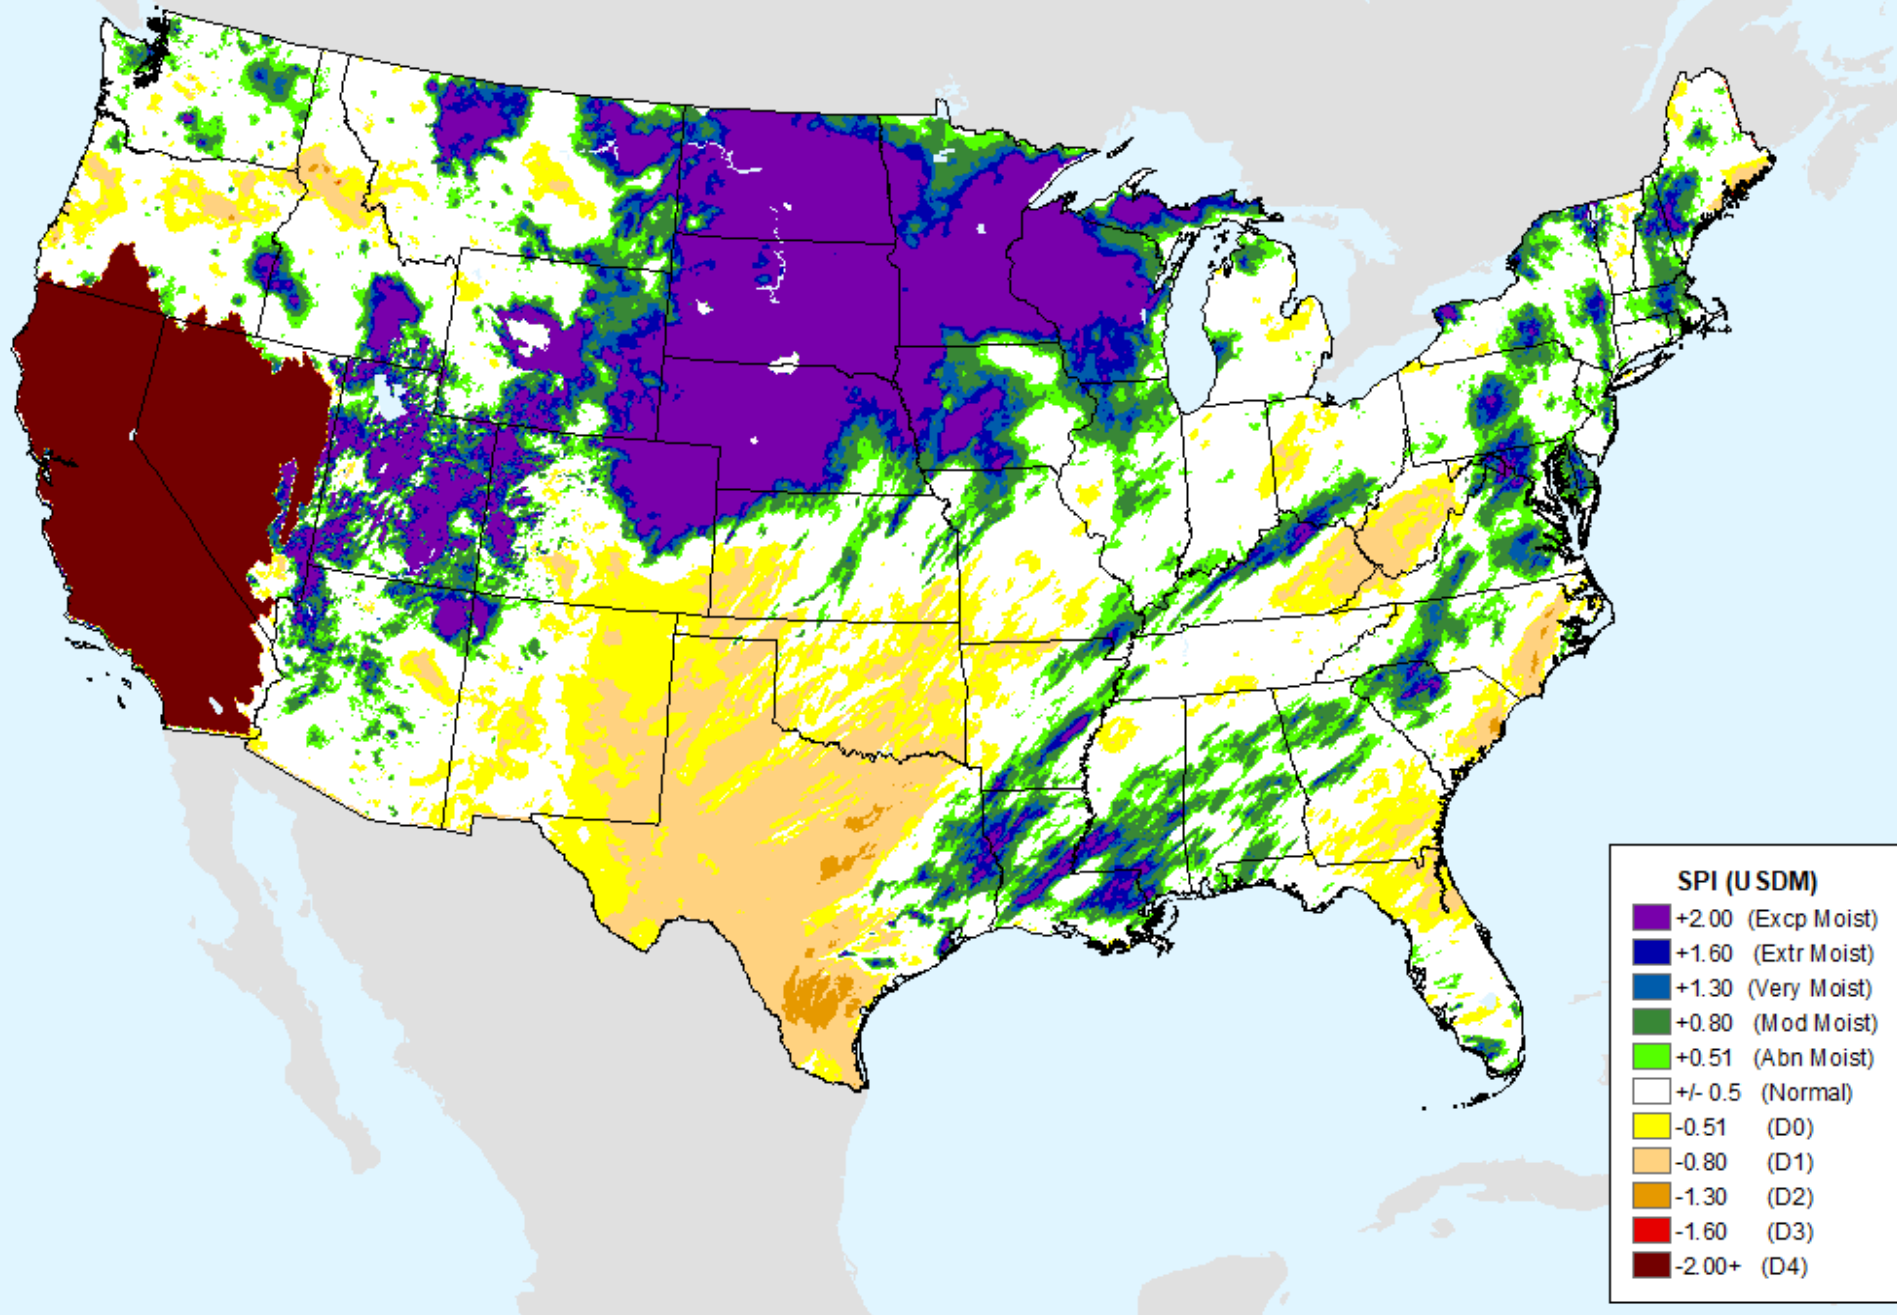 SPI (USDM)
+2.00 (Excp Moist)
+1.60 (Extr Moist)
+1.30 (Very Moist)
+0.80 (Mod Moist)
+0.51 (Abn Moist)
+/- 0.5 (Normal)
-0.51 (D0)
-0.80 (D1)
-1.30 (D2)
-1.60 (D3)
-2.00+ (D4)